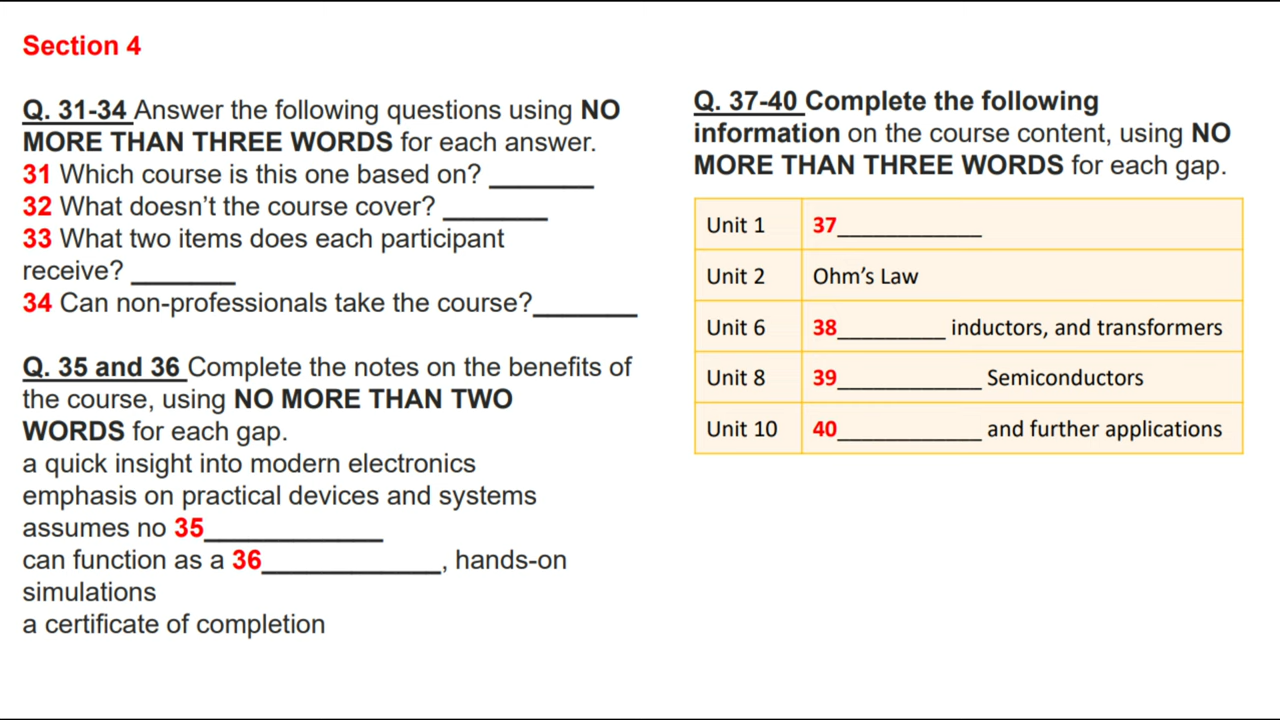 Section 4
Q. 31-34 Answer the following questions using NO
MORE THAN THREE WORDS for each answer.
31 Which course is this one based on? _______
32 What doesn’t the course cover? _______
33 What two items does each participant
receive? _______
34 Can non-professionals take the course?_______
Q. 35 and 36 Complete the notes on the benefits of
the course, using NO MORE THAN TWO
WORDS for each gap.
a quick insight into modern electronics
emphasis on practical devices and systems
assumes no 35____________
can function as a 36____________, hands-on
simulations
a certificate of completion
Q. 37-40 Complete the following
information on the course content, using NO
MORE THAN THREE WORDS for each gap.
Unit 1 37____________
Unit 2 Ohm’s Law
Unit 6 38_________ inductors, and transformers
Unit 8 39____________ Semiconductors
Unit 10 40____________ and further applications